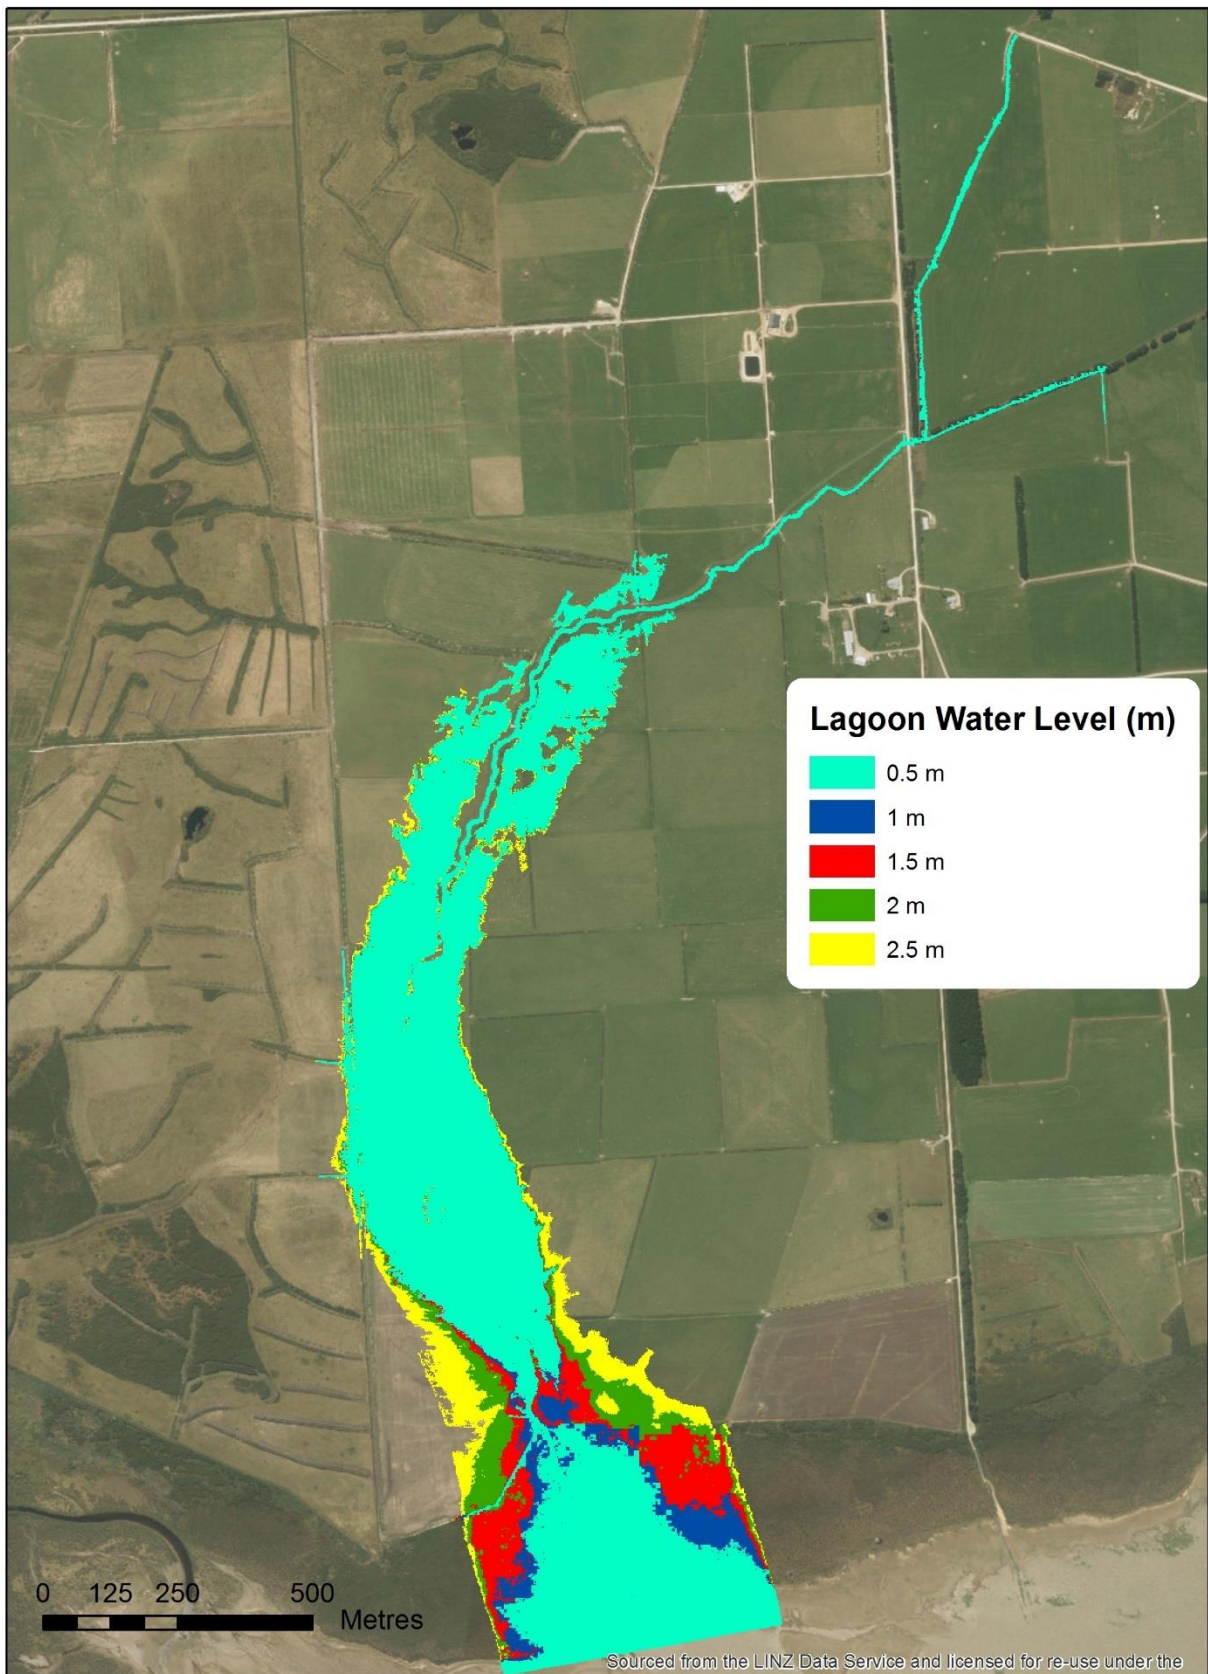 Lagoon Water Level (m)
0.5 m
1 m
1.5 m
2 m
2.5 m
0 125 250 500
Metres
Sourced from the LINZ Data Service and licensed for re-use under the